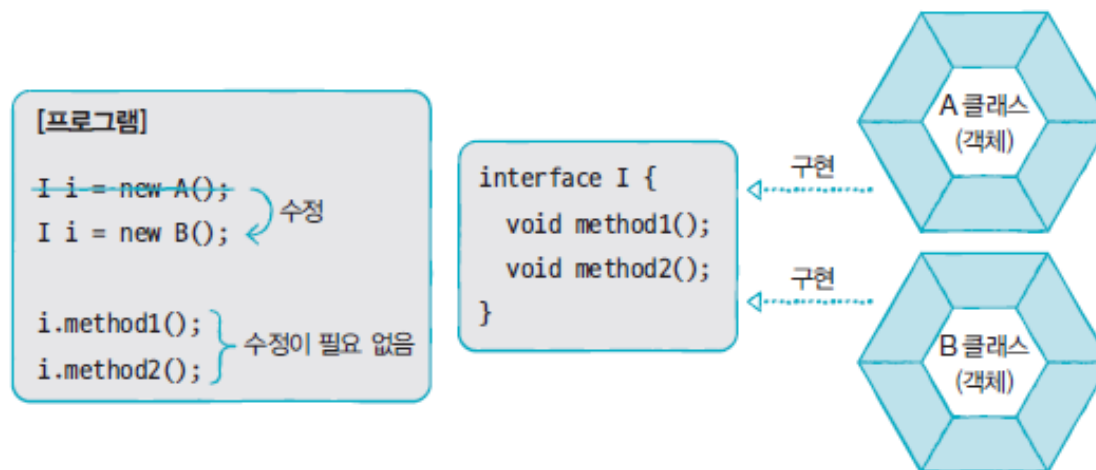 [프로그램]
I i = new A();
I i = new B();
수정
i.method1();
i.method2();
수정이 필요 없음
interface I {
void method1();
void method2();
}
구현
구현
A 클래스
(객체)
B 클래스
(객체)